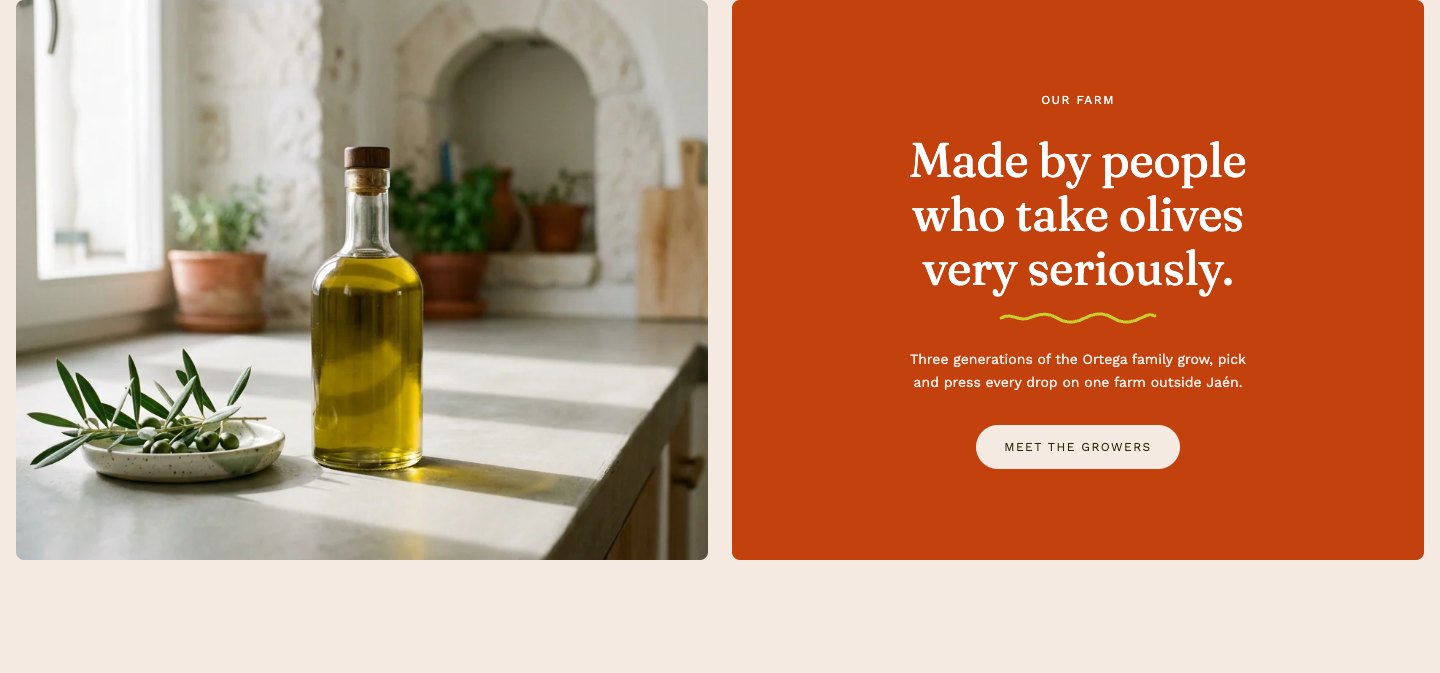 OUR FARM
Made by people
who take olives
very seriously.
Three generations of the Ortega family grow, pick
and press every drop on one farm outside Jaén.
MEET THE GROWERS